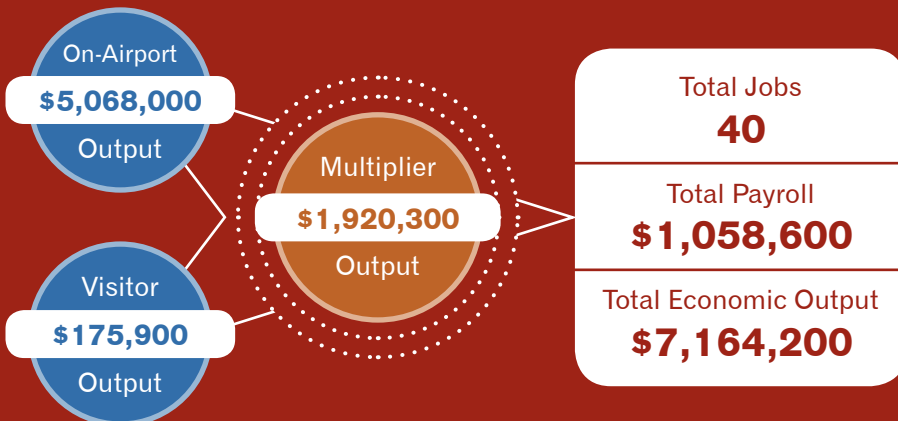 On-Airport
$5,068,000
Output
Visitor
$175,900
Output
Multiplier
$1,920,300
Output
Total Jobs
40
Total Payroll
$1,058,600
Total Economic Output
$7,164,200